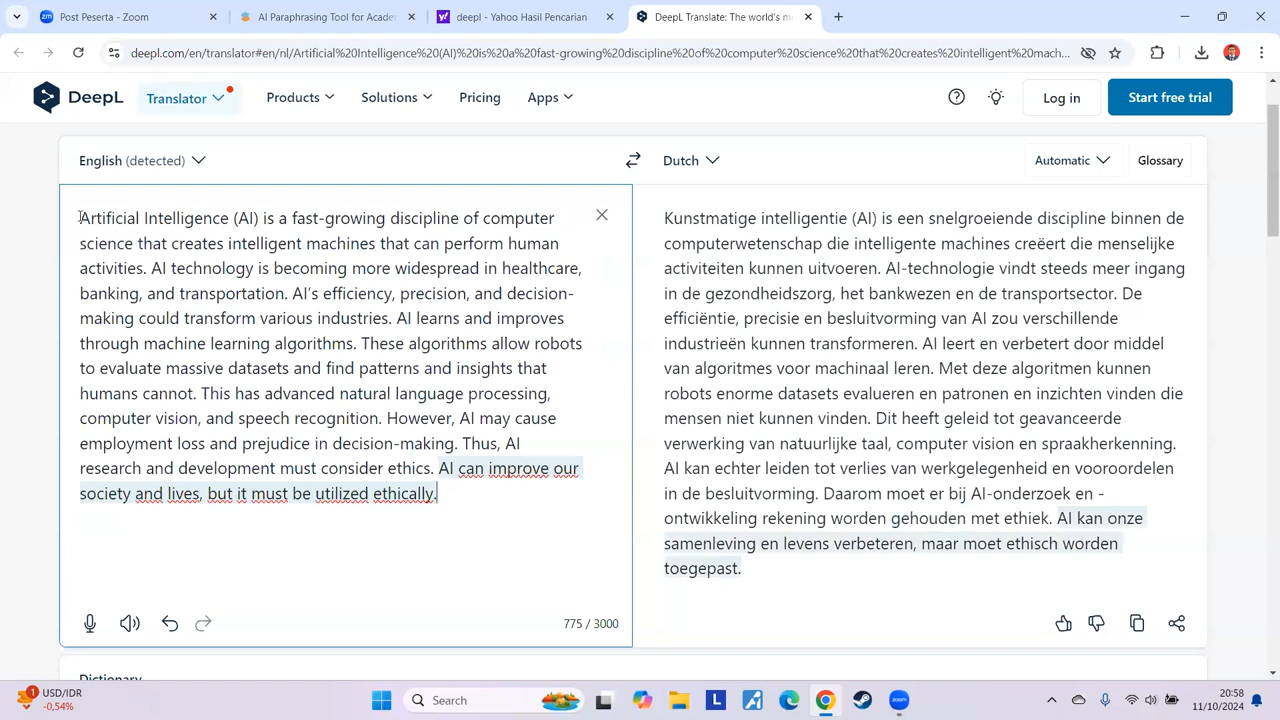 Post Peserta - Zoom
AI Paraphrasing Tool for Acader
deepl - Yahoo Hasil Pencarian
DeepL Translate: The world's m
deepl.com/en/translator#en/nl/Artificial%20Intelligence%20(AI)%20is%20a%20fast-growing%20discipline%20of%20computer%20science%20that%20creates%20intelligent%20mach...
DeepL
Translator
Products
Solutions
Pricing
Apps
Log in
Start free trial
English (detected)
Dutch
Automatic
Glossary
Artificial Intelligence (AI) is a fast-growing discipline of computer
science that creates intelligent machines that can perform human
activities. AI technology is becoming more widespread in healthcare,
banking, and transportation. AI's efficiency, precision, and decision-
making could transform various industries. AI learns and improves
through machine learning algorithms. These algorithms allow robots
to evaluate massive datasets and find patterns and insights that
humans cannot. This has advanced natural language processing,
computer vision, and speech recognition. However, AI may cause
employment loss and prejudice in decision-making. Thus, AI
research and development must consider ethics. AI can improve our
society and lives, but it must be utilized ethically.
775 / 3000
Kunstmatige intelligentie (AI) is een snelgroeiende discipline binnen de
computerwetenschap die intelligente machines creëert die menselijke
activiteiten kunnen uitvoeren. AI-technologie vindt steeds meer ingang
in de gezondheidszorg, het bankwezen en de transportsector. De
efficiëntie, precisie en besluitvorming van AI zou verschillende
industrieën kunnen transformeren. AI leert en verbetert door middel
van algoritmes voor machinaal leren. Met deze algoritmen kunnen
robots enorme datasets evalueren en patronen en inzichten vinden die
mensen niet kunnen vinden. Dit heeft geleid tot geavanceerde
verwerking van natuurlijke taal, computer vision en spraakherkenning.
AI kan echter leiden tot verlies van werkgelegenheid en vooroordelen
in de besluitvorming. Daarom moet er bij AI-onderzoek en -
ontwikkeling rekening worden gehouden met ethiek. AI kan onze
samenleving en levens verbeteren, maar moet ethisch worden
toegepast.
Dictionary
1
USD/IDR
-0,54%
Search
20:58
11/10/2024